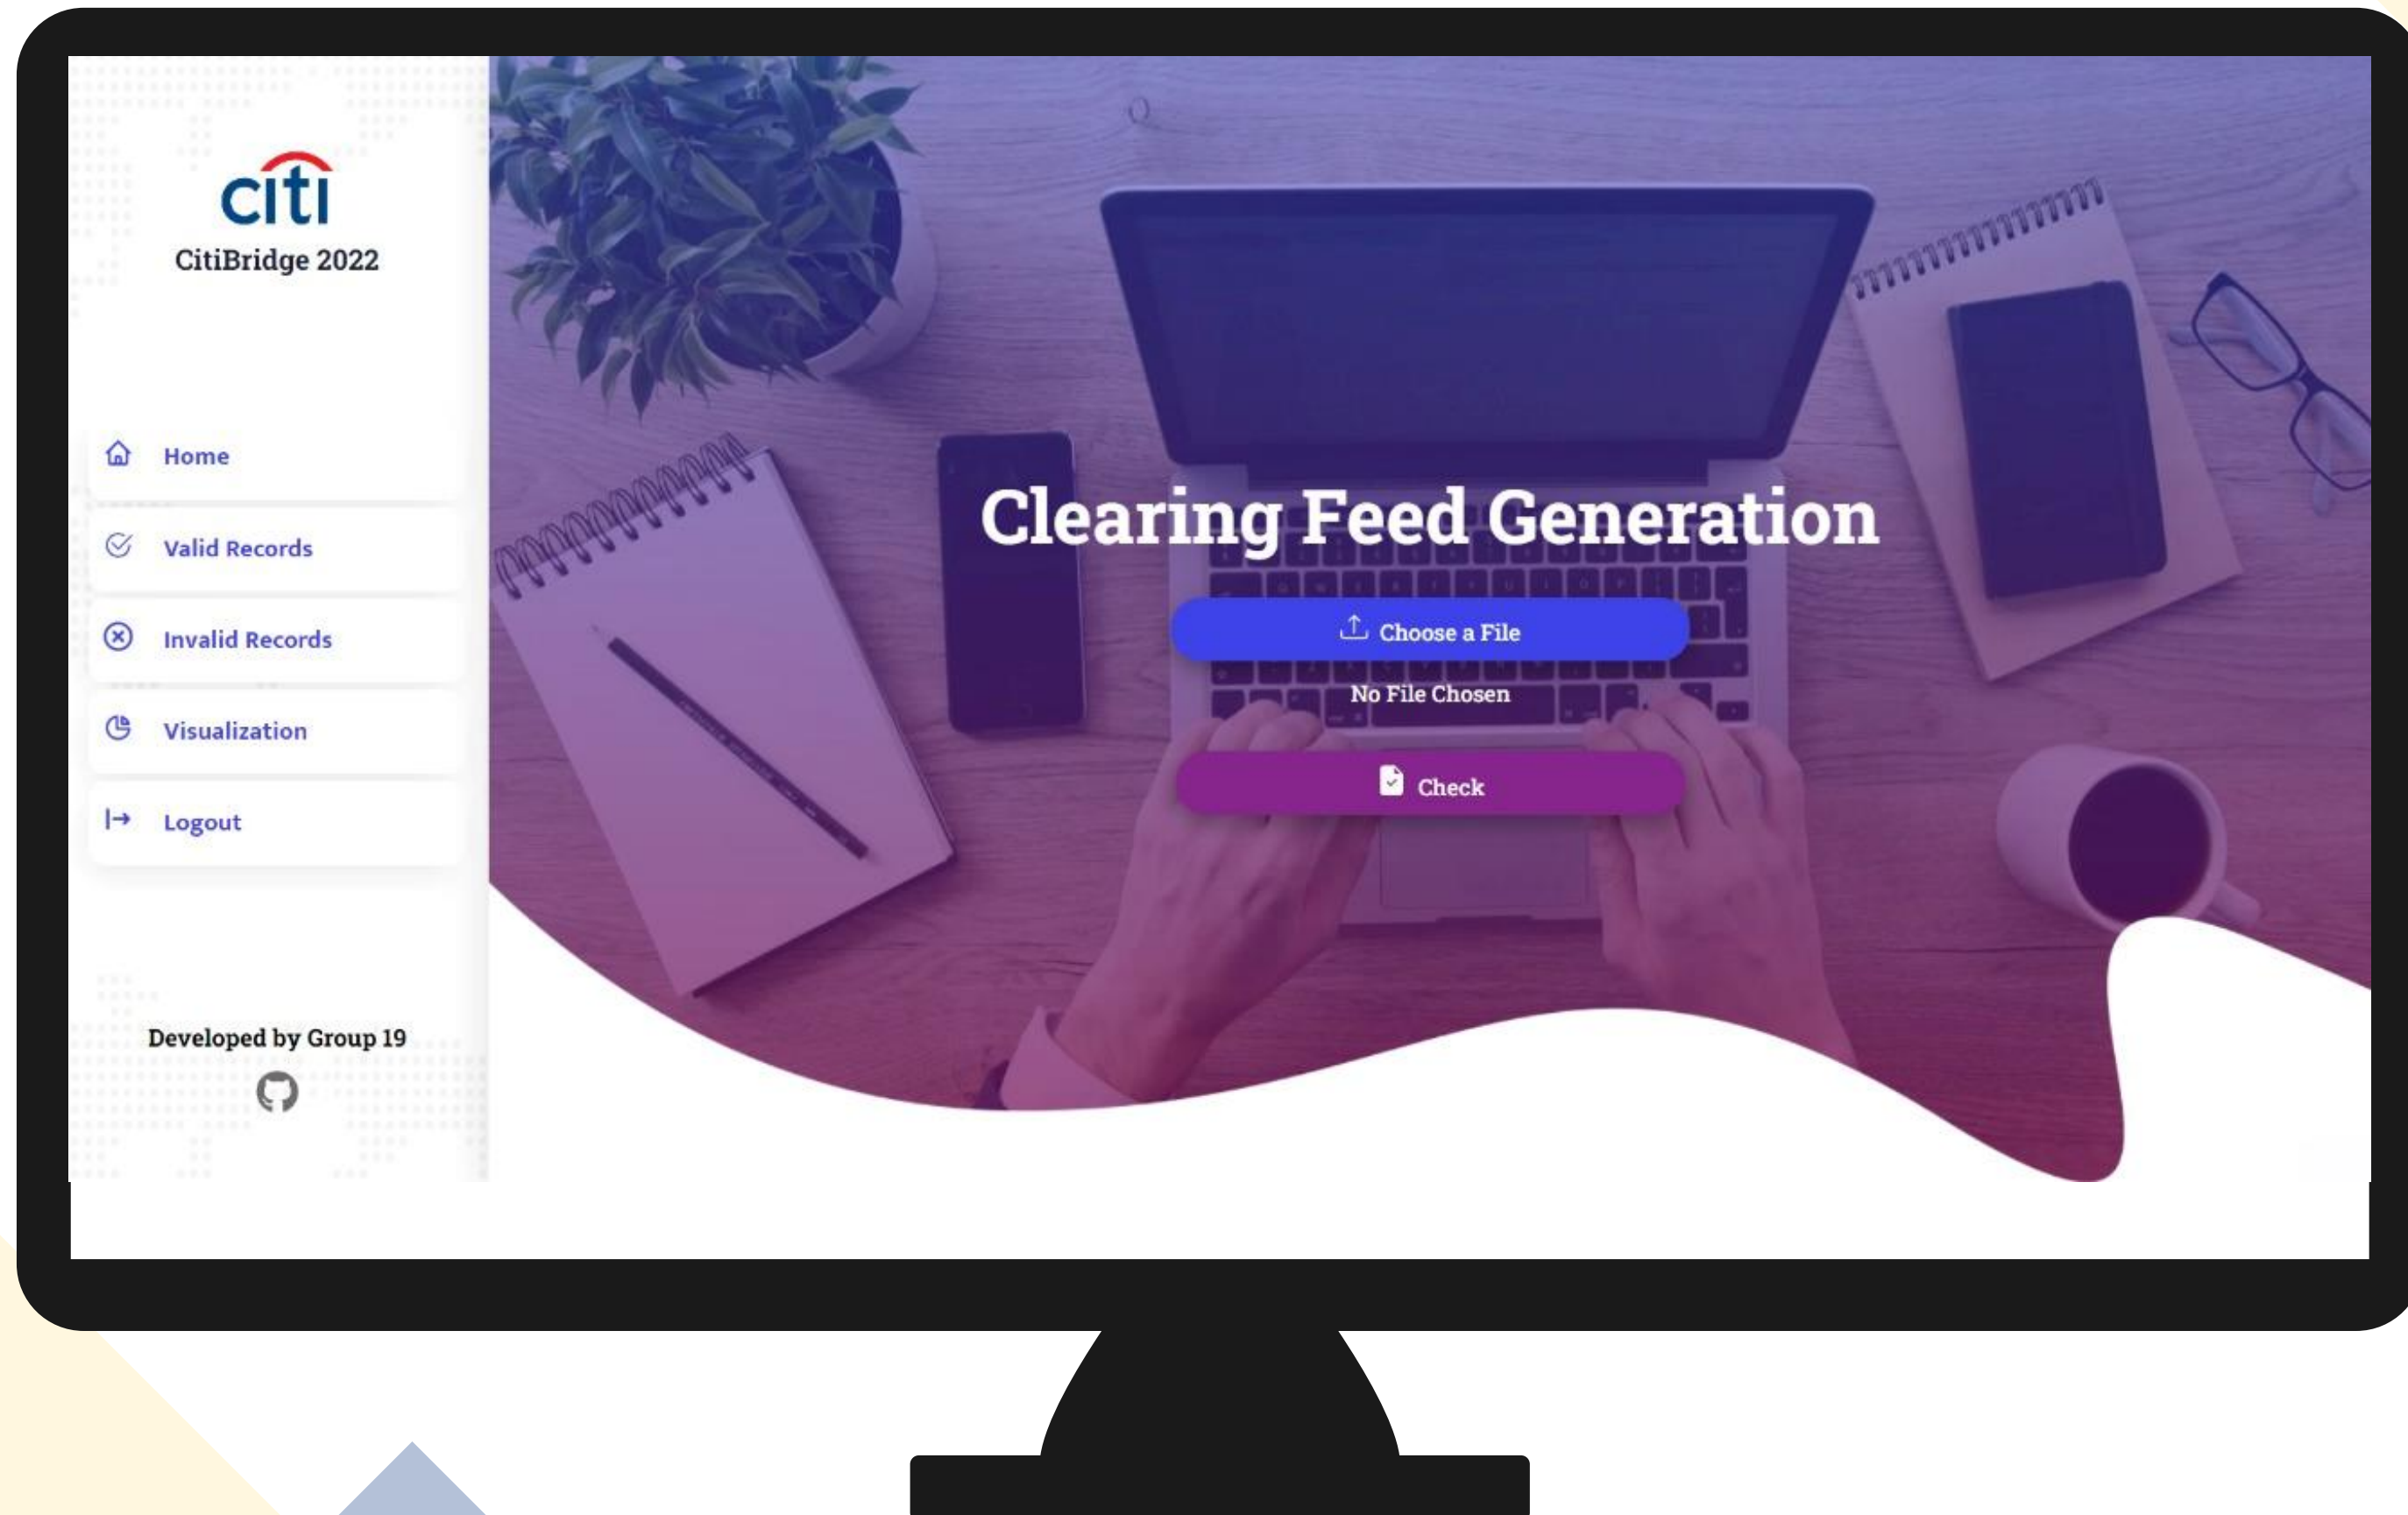 citi
CitiBridge 2022
Home
Valid Records
Invalid Records
Visualization
Logout
Developed by Group 19
Clearing Feed Generation
Choose a File
No File Chosen
Check